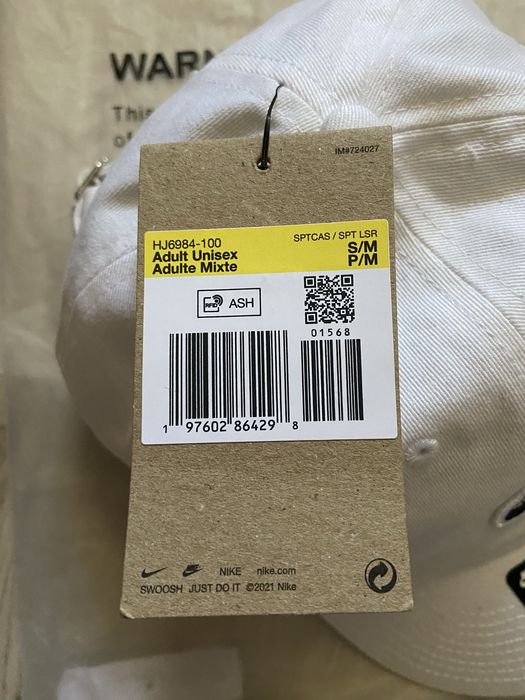 WARN
This
of
IM#724027
HJ6984-100
Adult Unisex
Adulte Mixte
SPTCAS / SPT LSR
S/M
P/M
RFID
ASH
01568
1 97602 86429 8
NIKE nike.com
SWOOSH JUST DO IT ©2021 Nike